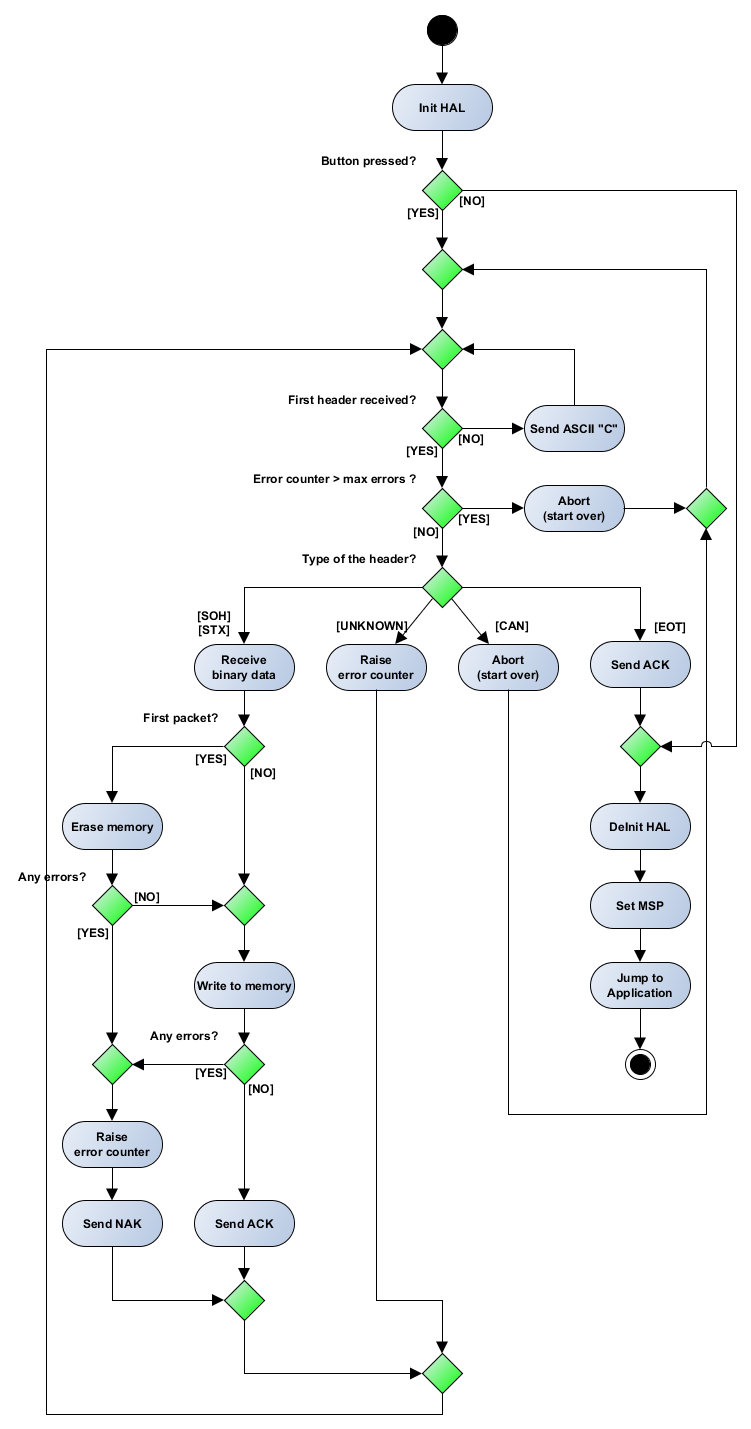 Init HAL
Button pressed?
[NO]
[YES]
First header received?
Send ASCII "C"
[NO]
[YES]
Error counter > max errors ?
Abort
(start over)
[YES]
[NO]
Type of the header?
[SOH]
[STX]
[UNKNOWN]
[CAN]
[EOT]
Receive
binary data
Raise
error counter
Abort
(start over)
Send ACK
First packet?
[YES]
[NO]
Erase memory
DeInit HAL
Any errors?
[NO]
[YES]
Set MSP
Write to memory
Jump to
Application
Any errors?
[YES]
[NO]
Raise
error counter
Send NAK
Send ACK